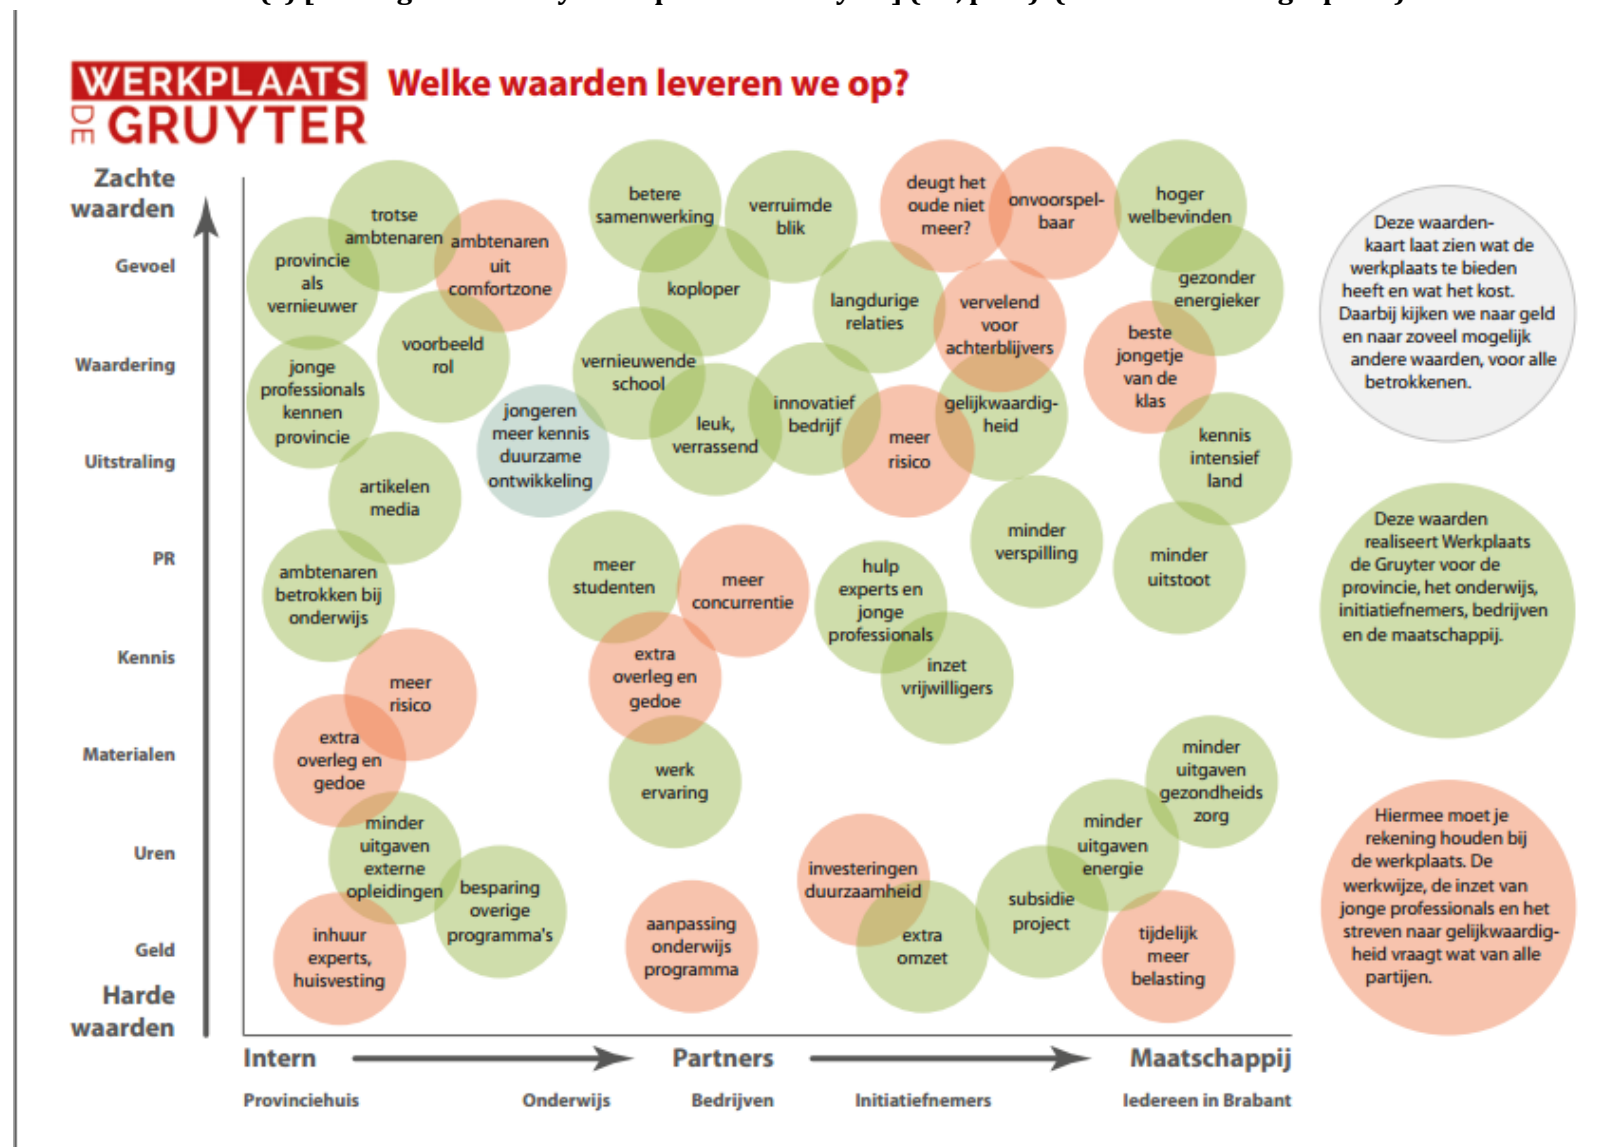 WERKPLAATS
DE GRUYTER
Welke waarden leveren we op?
Zachte
waarden
Gevoel
Waardering
Uitstraling
PR
Kennis
Materialen
Uren
Geld
Harde
waarden
trotse
ambtenaren
provincie
als
vernieuwer
ambtenaren
uit
comfortzone
voorbeeld
rol
jonge
professionals
kennen
provincie
jongeren
meer kennis
duurzame
ontwikkeling
artikelen
media
ambtenaren
betrokken bij
onderwijs
meer
risico
extra
overleg en
gedoe
minder
uitgaven
externe
opleidingen
besparing
overige
programma's
inhuur
experts,
huisvesting
betere
samenwerking
verruimde
blik
koploper
vernieuwende
school
leuk,
verrassend
innovatief
bedrijf
langdurige
relaties
meer
studenten
meer
concurrentie
extra
overleg en
gedoe
werk
ervaring
aanpassing
onderwijs
programma
deugt het
oude niet
meer?
onvoorspel-
baar
vervelend
voor
achterblijvers
gelijkwaardig-
heid
meer
risico
minder
verspilling
hulp
experts en
jonge
professionals
inzet
vrijwilligers
investeringen
duurzaamheid
extra
omzet
subsidie
project
hoger
welbevinden
gezonder
energieker
beste
jongetje
van de
klas
kennis
intensief
land
minder
uitstoot
minder
uitgaven
gezondheids
zorg
minder
uitgaven
energie
tijdelijk
meer
belasting
Deze waarden-
kaart laat zien wat de
werkplaats te bieden
heeft en wat het kost.
Daarbij kijken we naar geld
en naar zoveel mogelijk
andere waarden, voor alle
betrokkenen.
Deze waarden
realiseert Werkplaats
de Gruyter voor de
provincie, het onderwijs,
initiatiefnemers, bedrijven
en de maatschappij.
Hiermee moet je
rekening houden bij
de werkplaats. De
werkwijze, de inzet van
jonge professionals en het
streven naar gelijkwaardig-
heid vraagt wat van alle
partijen.
Intern
Partners
Maatschappij
Provinciehuis
Onderwijs
Bedrijven
Initiatiefnemers
Iedereen in Brabant